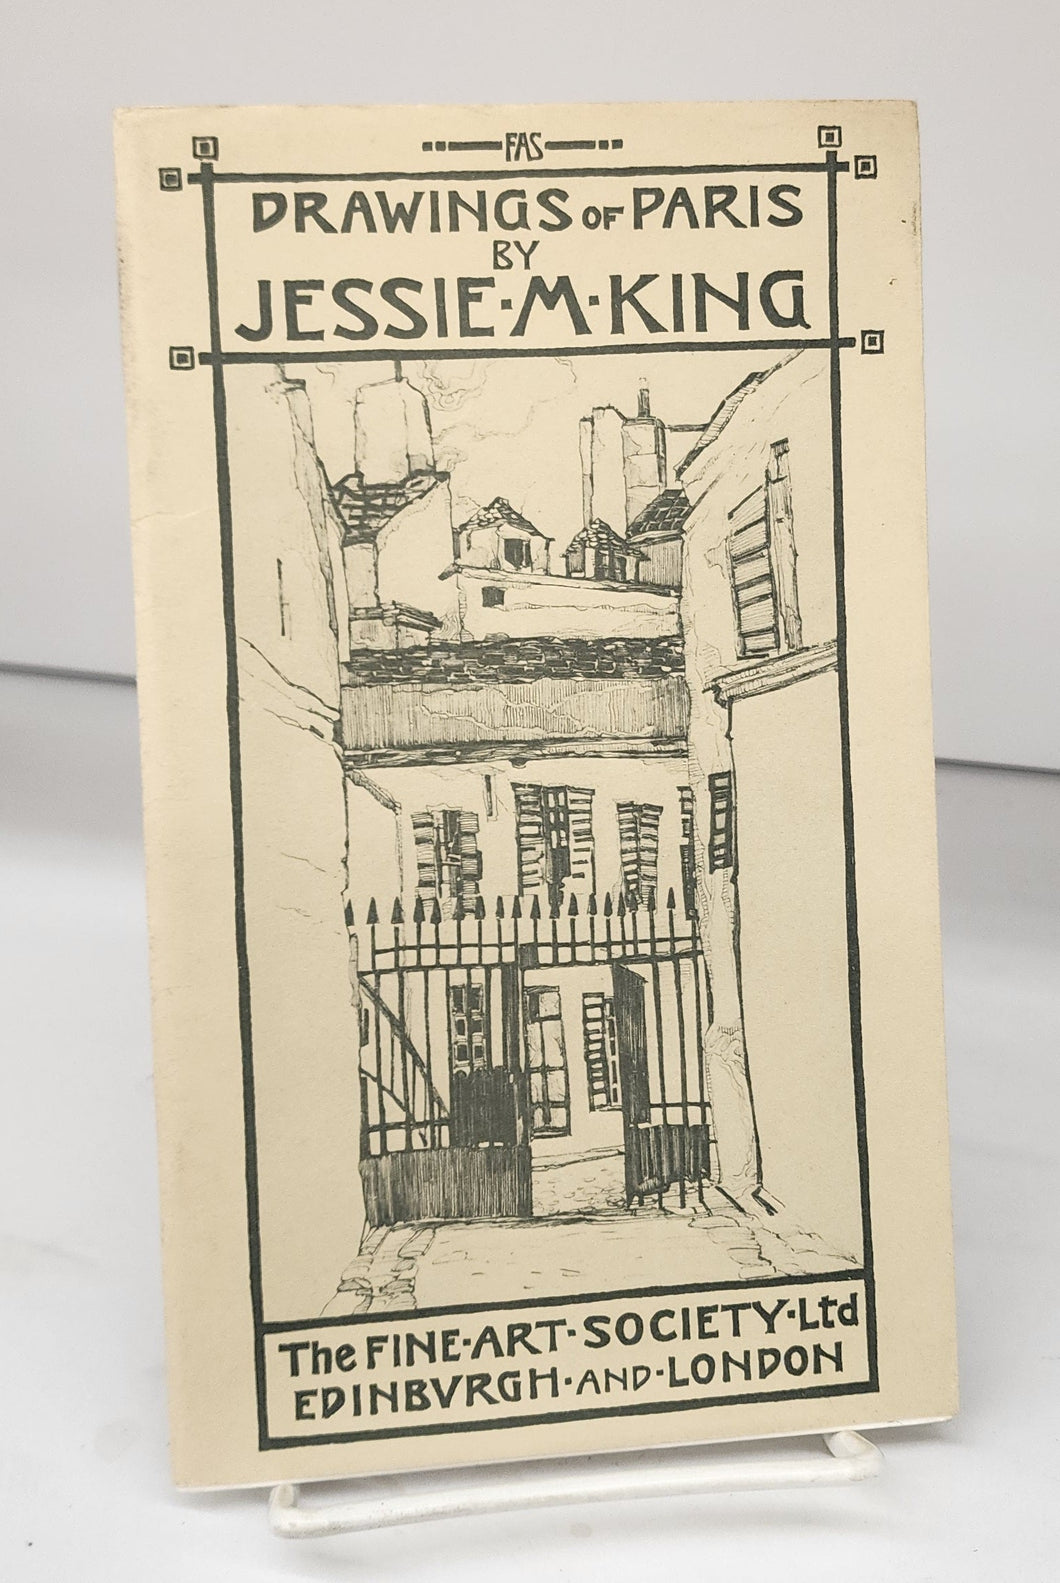 FAS
DRAWINGS OF PARIS
BY
JESSIE·M·KING
The FINE·ART·SOCIETY·Ltd
EDINBVRGH·AND·LONDON